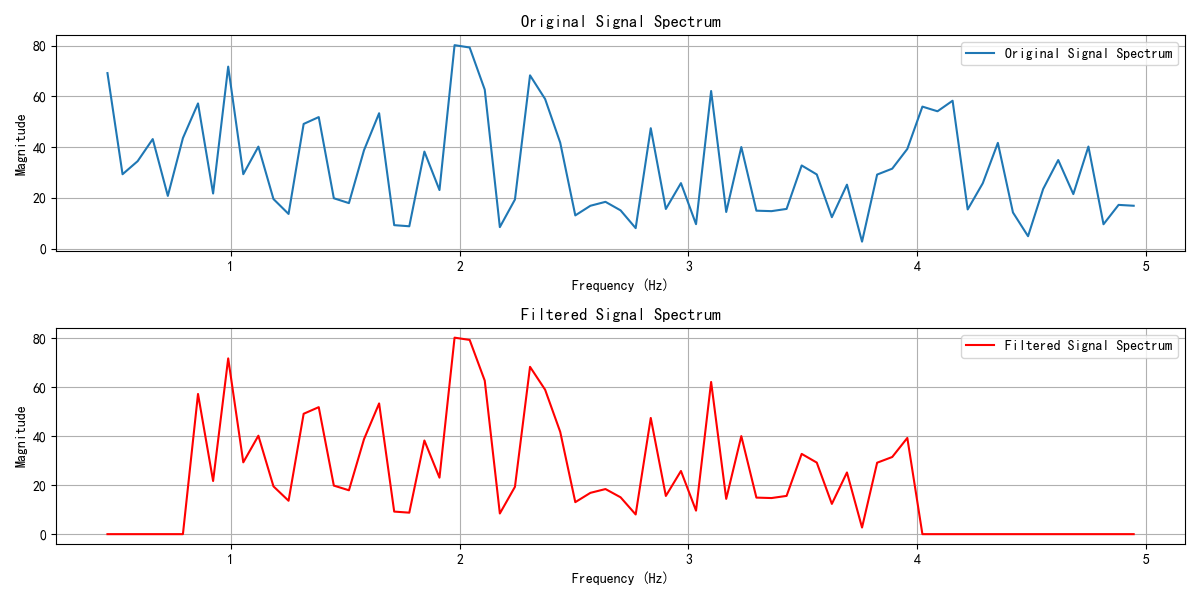 Original Signal Spectrum
Original Signal Spectrum
Magnitude
80
60
40
20
0
1 2 3 4 5
Frequency (Hz)
Filtered Signal Spectrum
Filtered Signal Spectrum
Magnitude
80
60
40
20
0
1 2 3 4 5
Frequency (Hz)